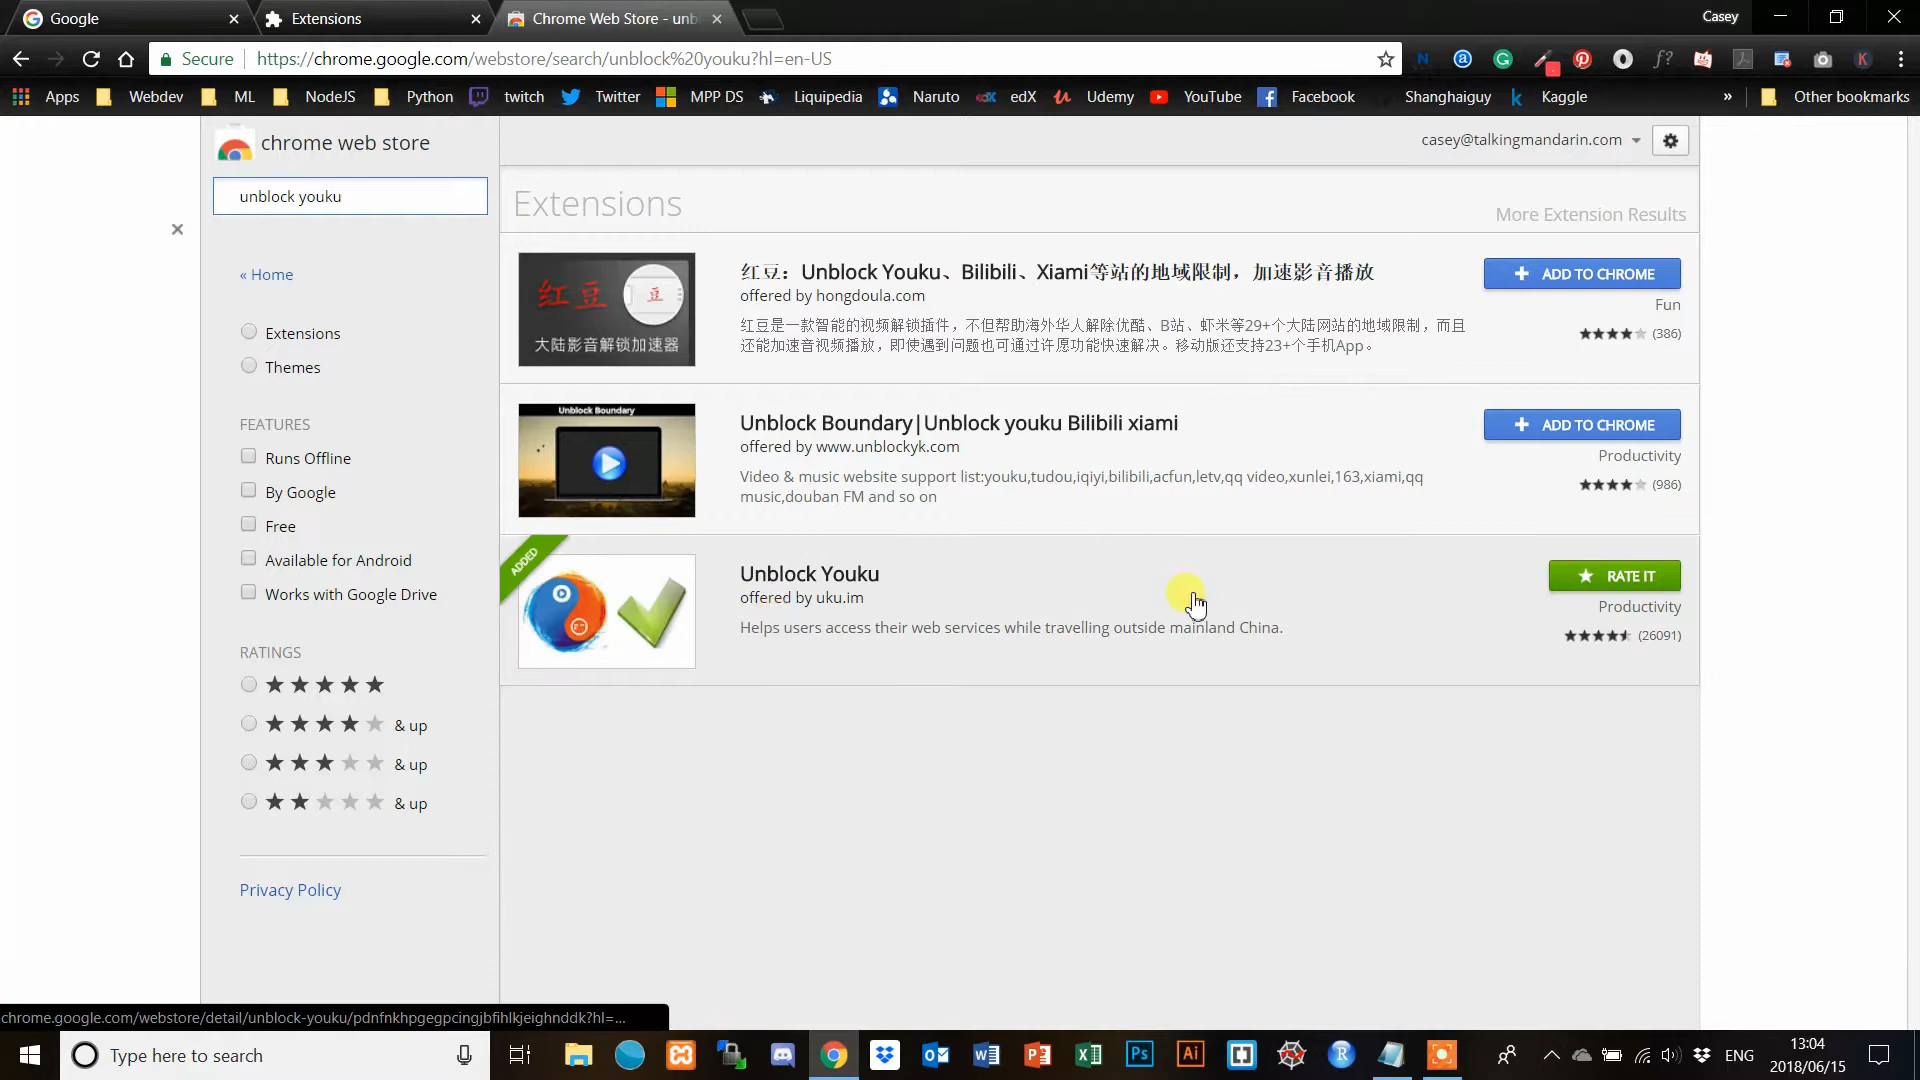 Google
Extensions
Chrome Web Store - unb
Casey
Secure
https://chrome.google.com/webstore/search/unblock%20youku?hl=en-US
Apps
Webdev
ML
NodeJS
Python
twitch
Twitter
MPP DS
Liquipedia
Naruto
edX
Udemy
YouTube
Facebook
Shanghaiguy
Kaggle
»
Other bookmarks
chrome web store
casey@talkingmandarin.com
unblock youku
Extensions
More Extension Results
« Home
Extensions
Themes
FEATURES
Runs Offline
By Google
Free
Available for Android
Works with Google Drive
RATINGS
& up
& up
& up
Privacy Policy
红豆
豆
大陆影音解锁加速器
红豆：Unblock Youku、Bilibili、Xiami等站的地域限制，加速影音播放
offered by hongdoula.com
红豆是一款智能的视频解锁插件，不但帮助海外华人解除优酷、B站、虾米等29+个大陆网站的地域限制，而且
还能加速音视频播放，即使遇到问题也可通过许愿功能快速解决。移动版还支持23+个手机App。
ADD TO CHROME
Fun
(386)
Unblock Boundary
Unblock Boundary|Unblock youku Bilibili xiami
offered by www.unblockyk.com
Video & music website support list:youku,tudou,iqiyi,bilibili,acfun,letv,qq video,xunlei,163,xiami,qq
music,douban FM and so on
ADD TO CHROME
Productivity
(986)
ADDED
Unblock Youku
offered by uku.im
Helps users access their web services while travelling outside mainland China.
RATE IT
Productivity
(26091)
chrome.google.com/webstore/detail/unblock-youku/pdnfnkhpgegpcingjbfihlkjeighnddk?hl=...
Type here to search
ENG
13:04
2018/06/15